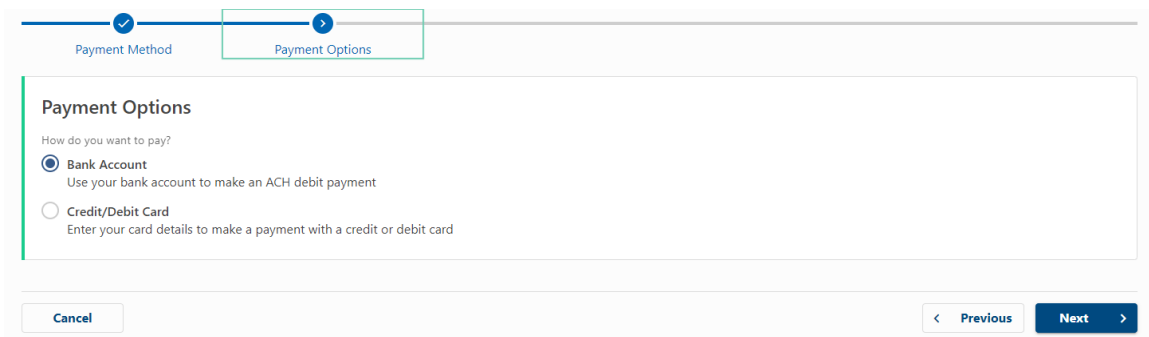 Payment Method
Payment Options
Payment Options
How do you want to pay?
Bank Account
Use your bank account to make an ACH debit payment
Credit/Debit Card
Enter your card details to make a payment with a credit or debit card
Cancel
Previous
Next